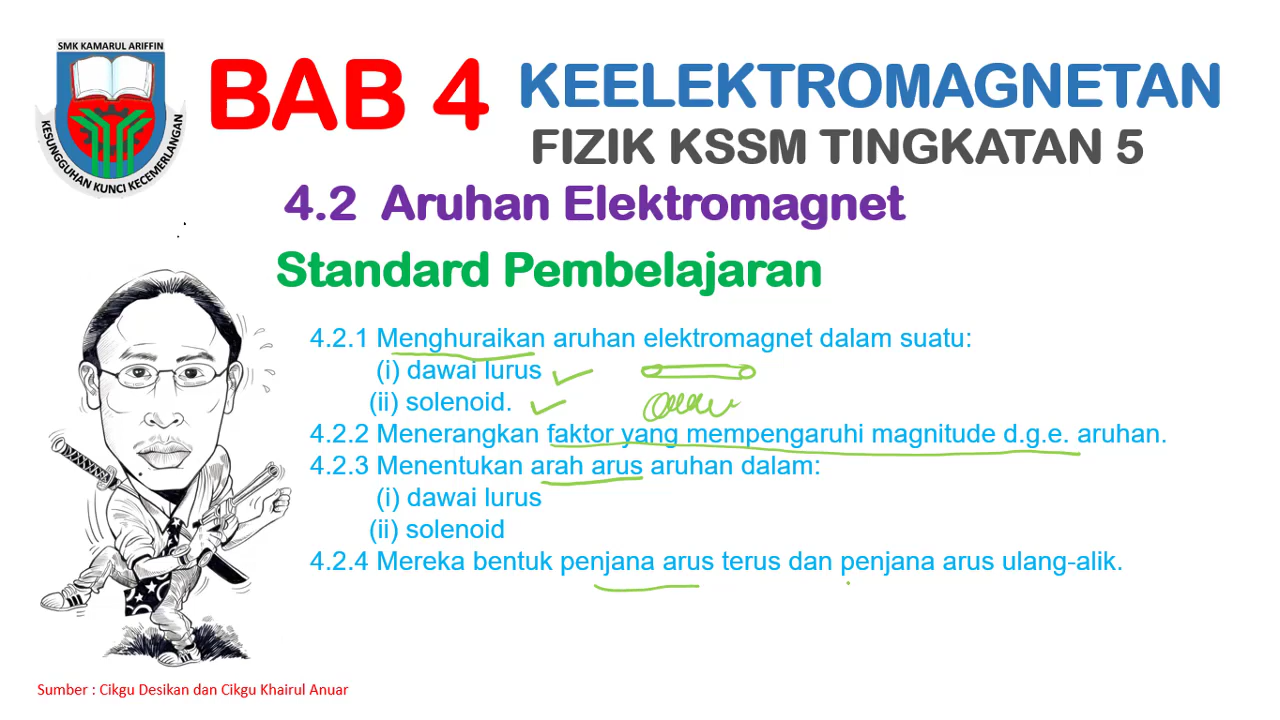 SMK KAMARUL ARIFFIN
KESUNGGUHAN KUNCI KECEMERLANGAN
BAB 4
KEELEKTROMAGNETAN
FIZIK KSSM TINGKATAN 5
4.2 Aruhan Elektromagnet
Standard Pembelajaran
4.2.1 Menghuraikan aruhan elektromagnet dalam suatu:
(i) dawai lurus
(ii) solenoid.
4.2.2 Menerangkan faktor yang mempengaruhi magnitude d.g.e. aruhan.
4.2.3 Menentukan arah arus aruhan dalam:
(i) dawai lurus
(ii) solenoid
4.2.4 Mereka bentuk penjana arus terus dan penjana arus ulang-alik.
Sumber : Cikgu Desikan dan Cikgu Khairul Anuar